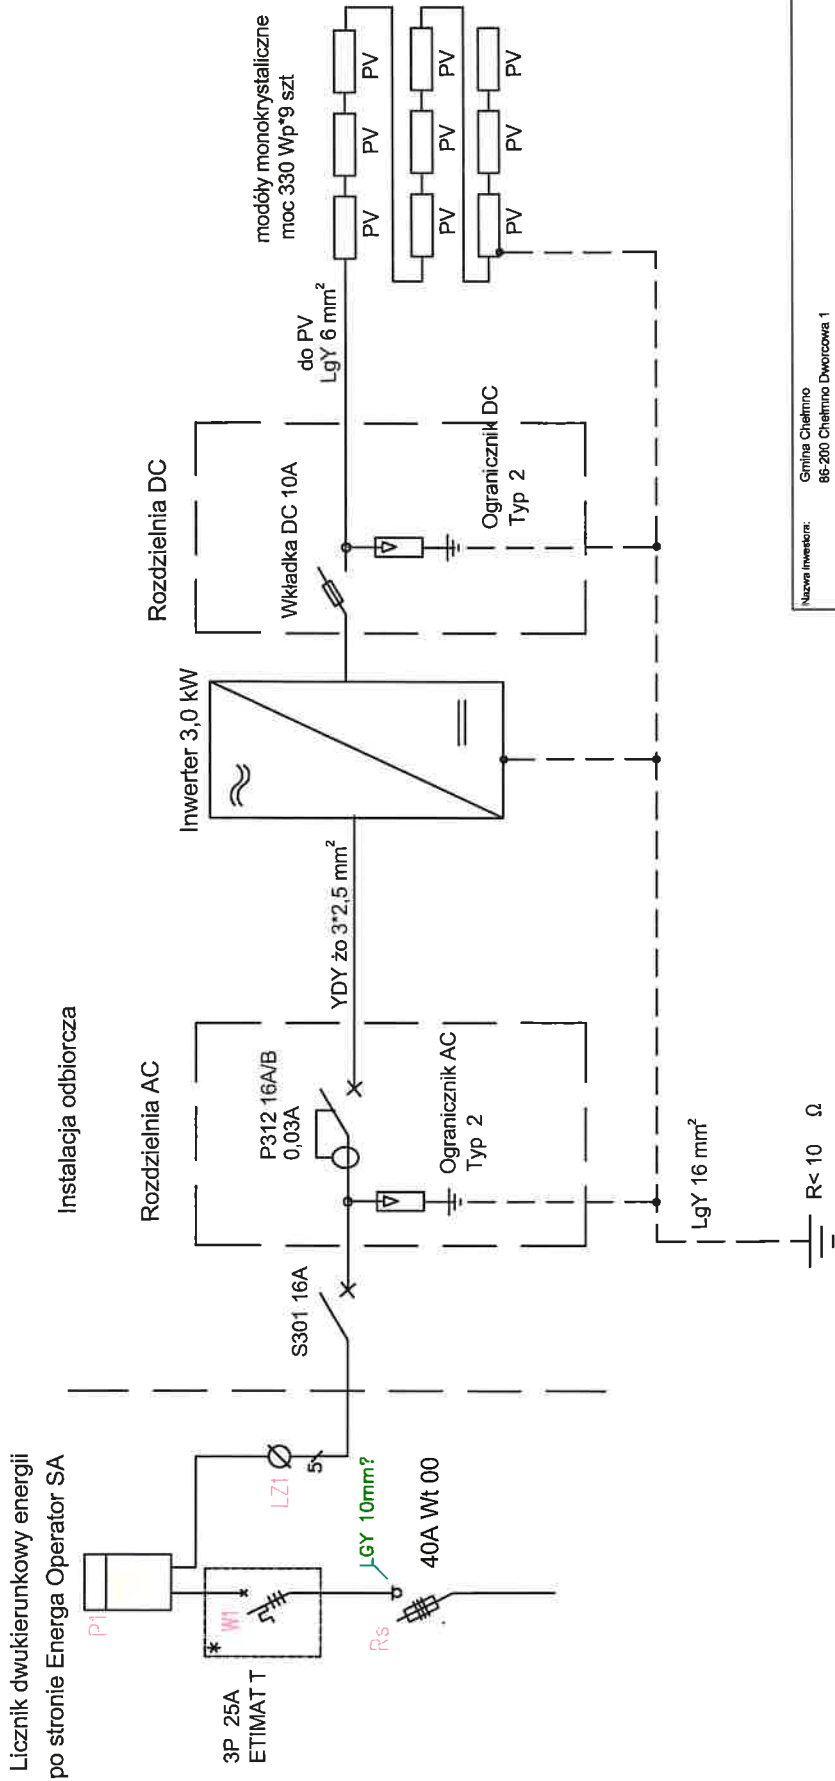 Licznik dwukierunkowy energii
po stronie Energa Operator SA
P1
W1
*
3P 25A
ETIMAT T
Rs
LGY 10mm?
40A Wt 00
LZ1
5
Instalacja odbiorcza
S301 16A
Rozdzielnia AC
P312 16A/B
0,03A
Ogranicznik AC
Typ 2
YDY żo 3*2,5 mm²
Inwerter 3,0 kW
Rozdzielnia DC
Wkładka DC 10A
Ogranicznik DC
Typ 2
do PV
LgY 6 mm²
modóły monokrystaliczne
moc 330 Wp*9 szt
PV PV PV
PV PV PV
PV PV PV
LgY 16 mm²
R< 10 Ω
Nazwa inwestora: Gmina Chełmno
86-200 Chełmno Dworcowa 1